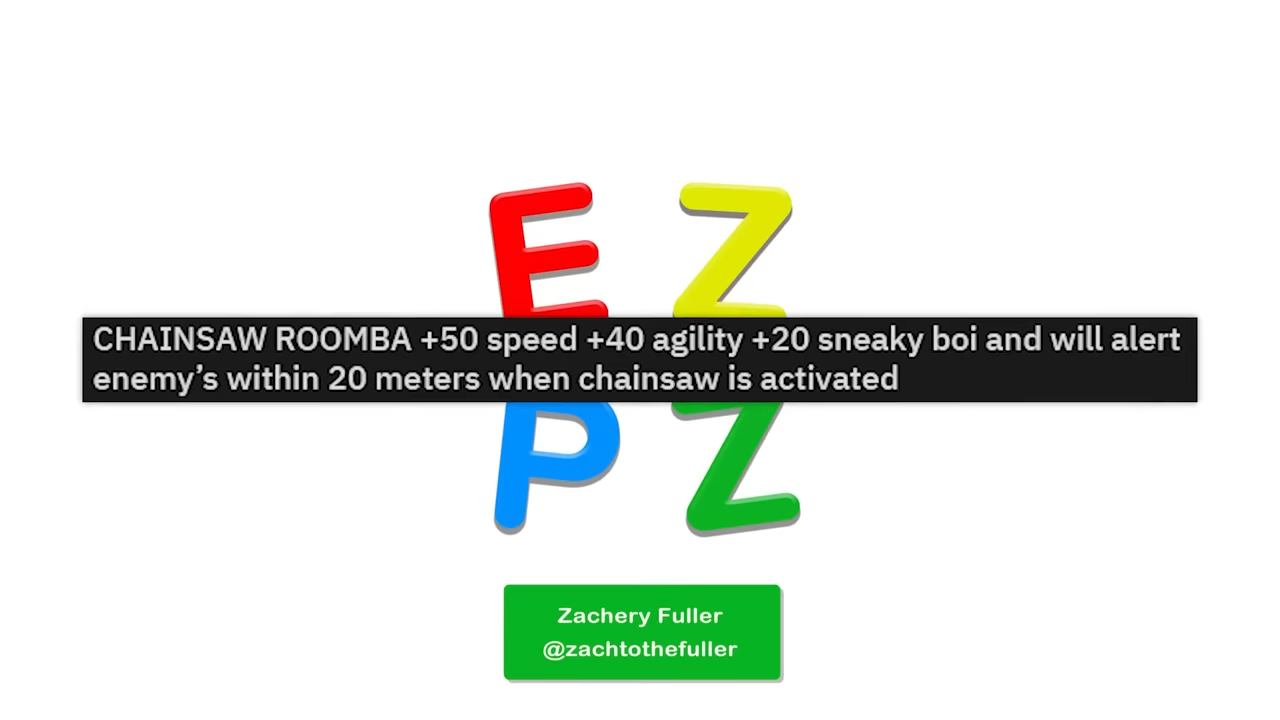 E Z
CHAINSAW ROOMBA +50 speed +40 agility +20 sneaky boi and will alert
enemy’s within 20 meters when chainsaw is activated
P Z
Zachery Fuller
@zachtothefuller